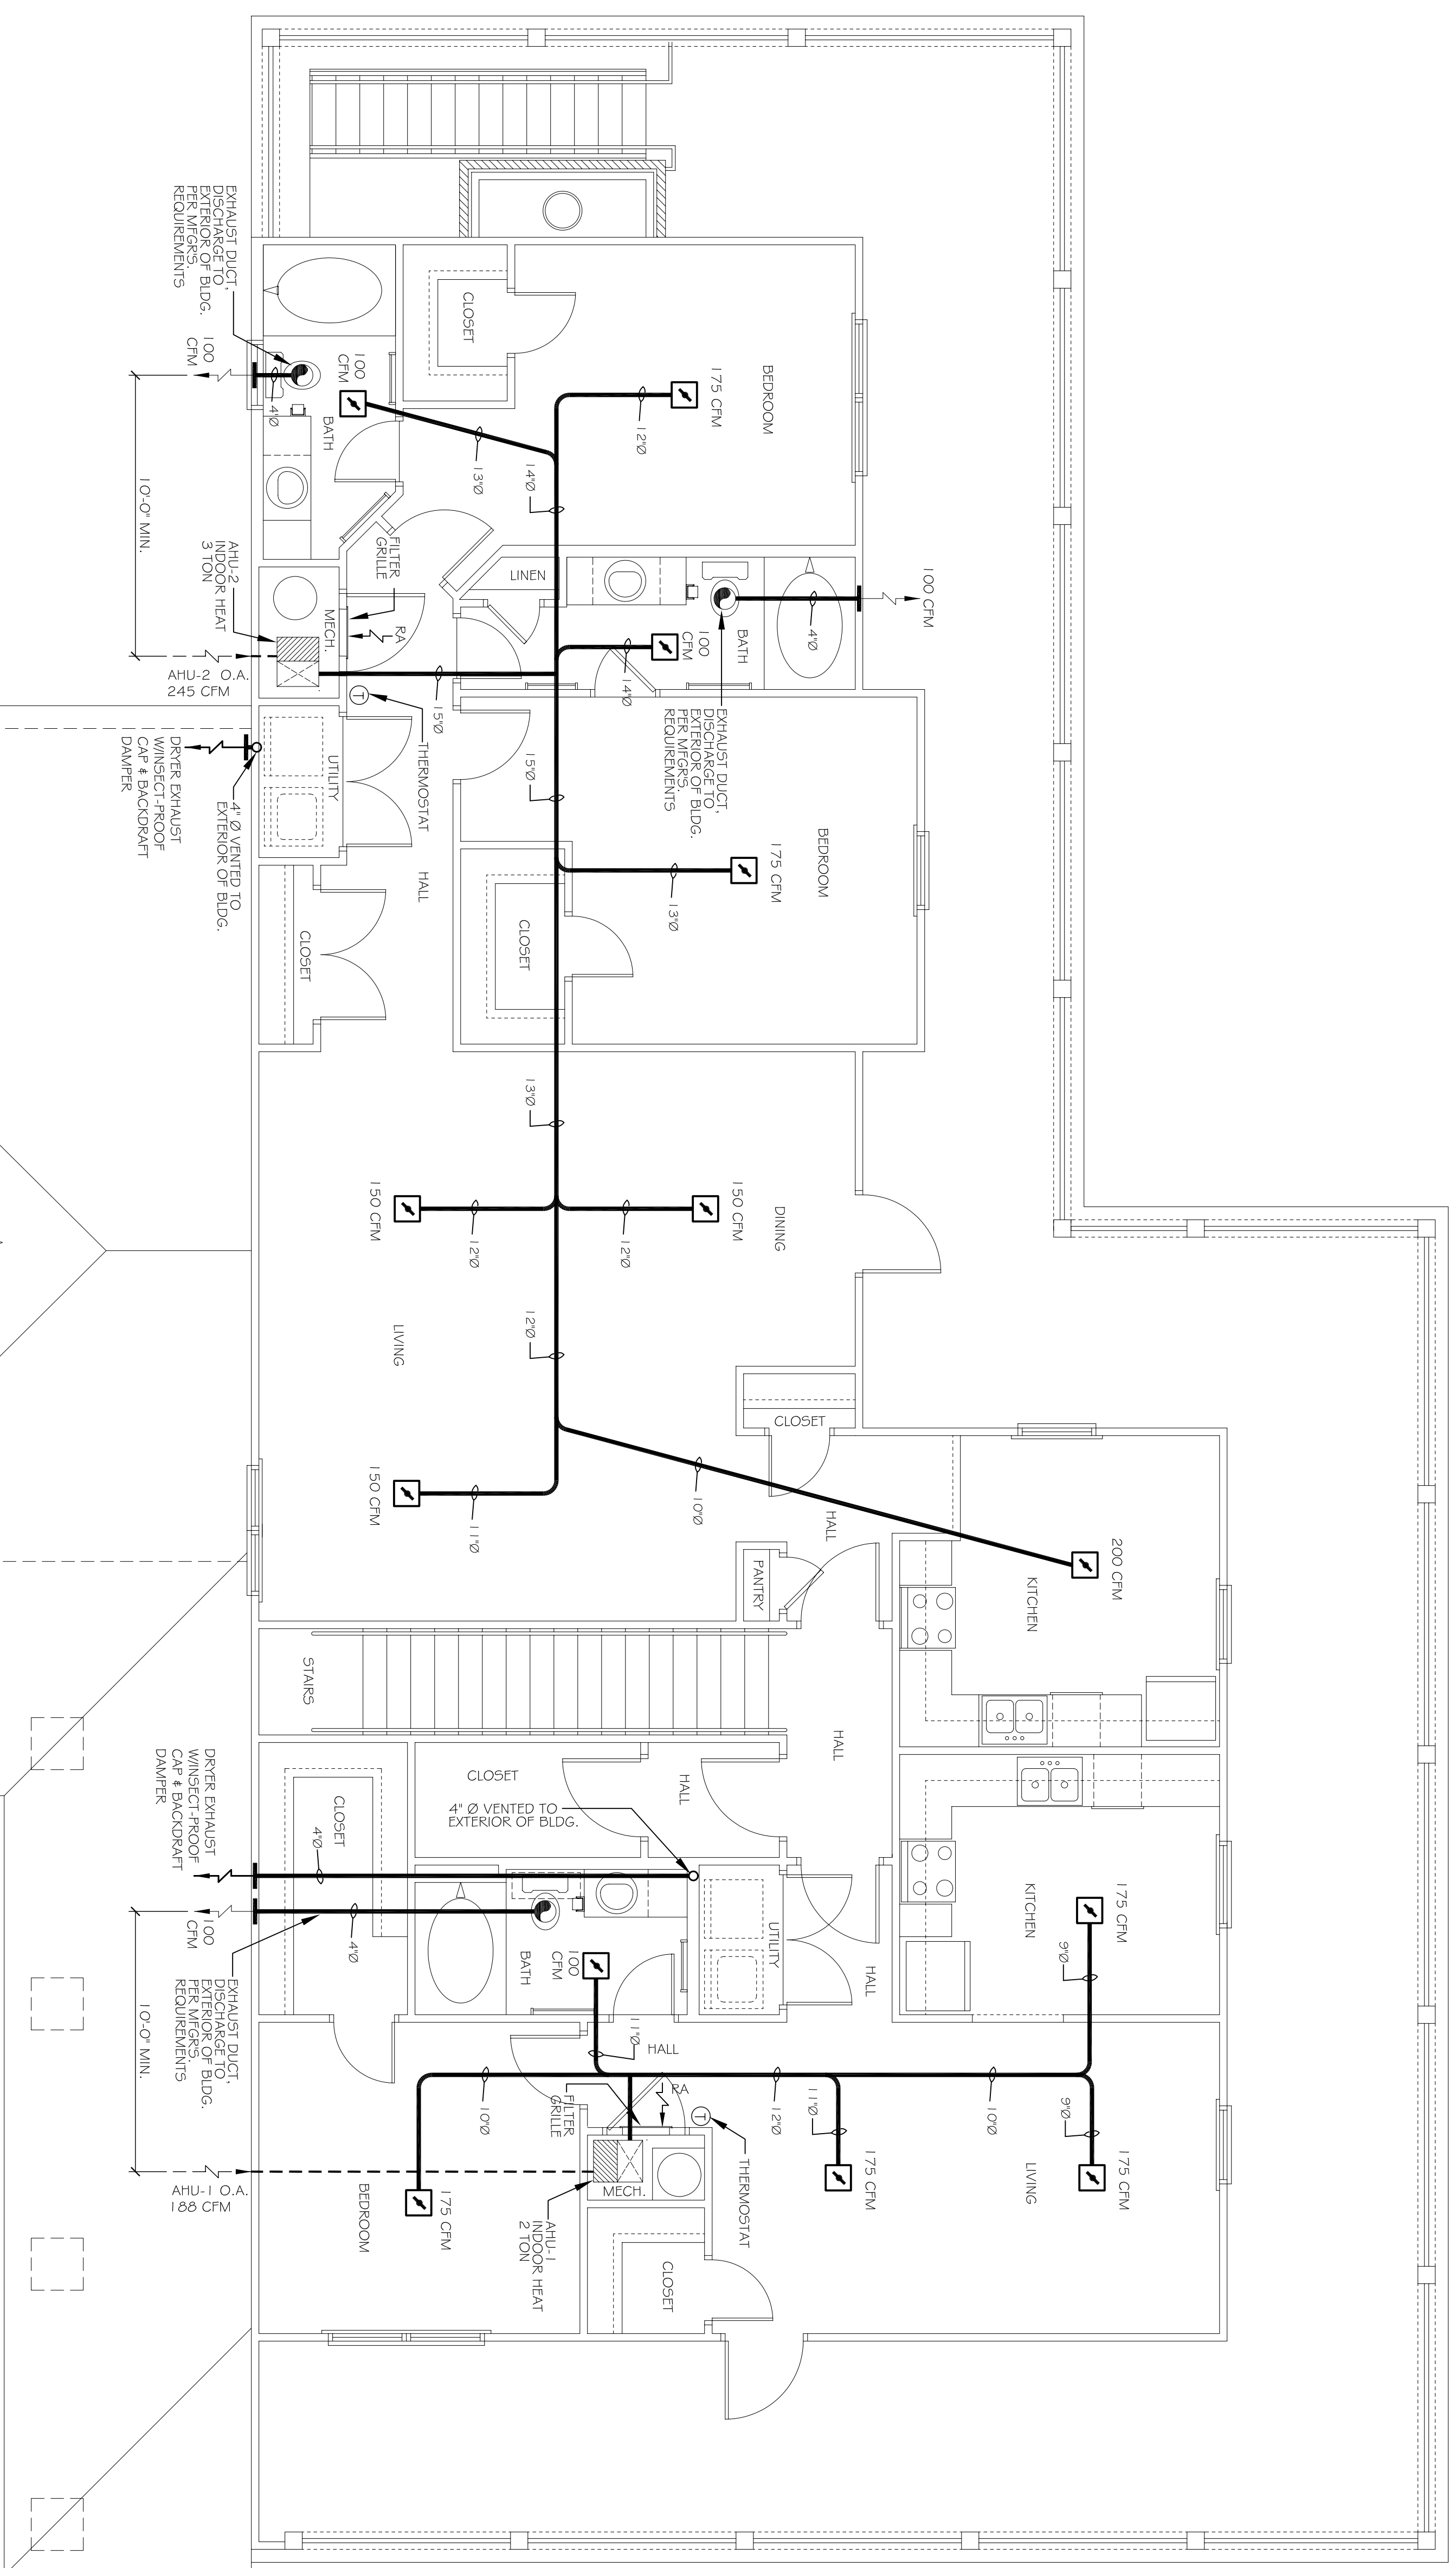 EXHAUST DUCT,
DISCHARGE TO
EXTERIOR OF BLDG.
PER MFGR'S.
REQUIREMENTS
100
CFM
4"Ø
100
CFM
BATH
CLOSET
175 CFM
BEDROOM
12"Ø
13"Ø
14"Ø
10'-0" MIN.
AHU-2
INDOOR HEAT
3 TON
FILTER
GRILLE
RA
MECH.
LINEN
100 CFM
4"Ø
BATH
100
CFM
14"Ø
EXHAUST DUCT,
DISCHARGE TO
EXTERIOR OF BLDG.
PER MFGR'S.
REQUIREMENTS
AHU-2 O.A.
245 CFM
15"Ø
THERMOSTAT
T
UTILITY
4" Ø VENTED TO
EXTERIOR OF BLDG.
DRYER EXHAUST
W/INSECT-PROOF
CAP & BACKDRAFT
DAMPER
15"Ø
175 CFM
BEDROOM
13"Ø
HALL
CLOSET
CLOSET
13"Ø
150 CFM
12"Ø
12"Ø
150 CFM
DINING
12"Ø
LIVING
CLOSET
150 CFM
11"Ø
10"Ø
HALL
200 CFM
KITCHEN
PANTRY
STAIRS
HALL
CLOSET
HALL
4" Ø VENTED TO
EXTERIOR OF BLDG.
CLOSET
4"Ø
DRYER EXHAUST
W/INSECT-PROOF
CAP & BACKDRAFT
DAMPER
100
CFM
4"Ø
EXHAUST DUCT,
DISCHARGE TO
EXTERIOR OF BLDG.
PER MFGR'S.
REQUIREMENTS
10'-0" MIN.
BATH
100
CFM
UTILITY
HALL
KITCHEN
175 CFM
9"Ø
11"Ø
HALL
10"Ø
FILTER
GRILLE
RA
T
12"Ø
11"Ø
10"Ø
9"Ø
THERMOSTAT
175 CFM
LIVING
175 CFM
MECH.
AHU-1 O.A.
188 CFM
BEDROOM
175 CFM
AHU-1
INDOOR HEAT
2 TON
CLOSET